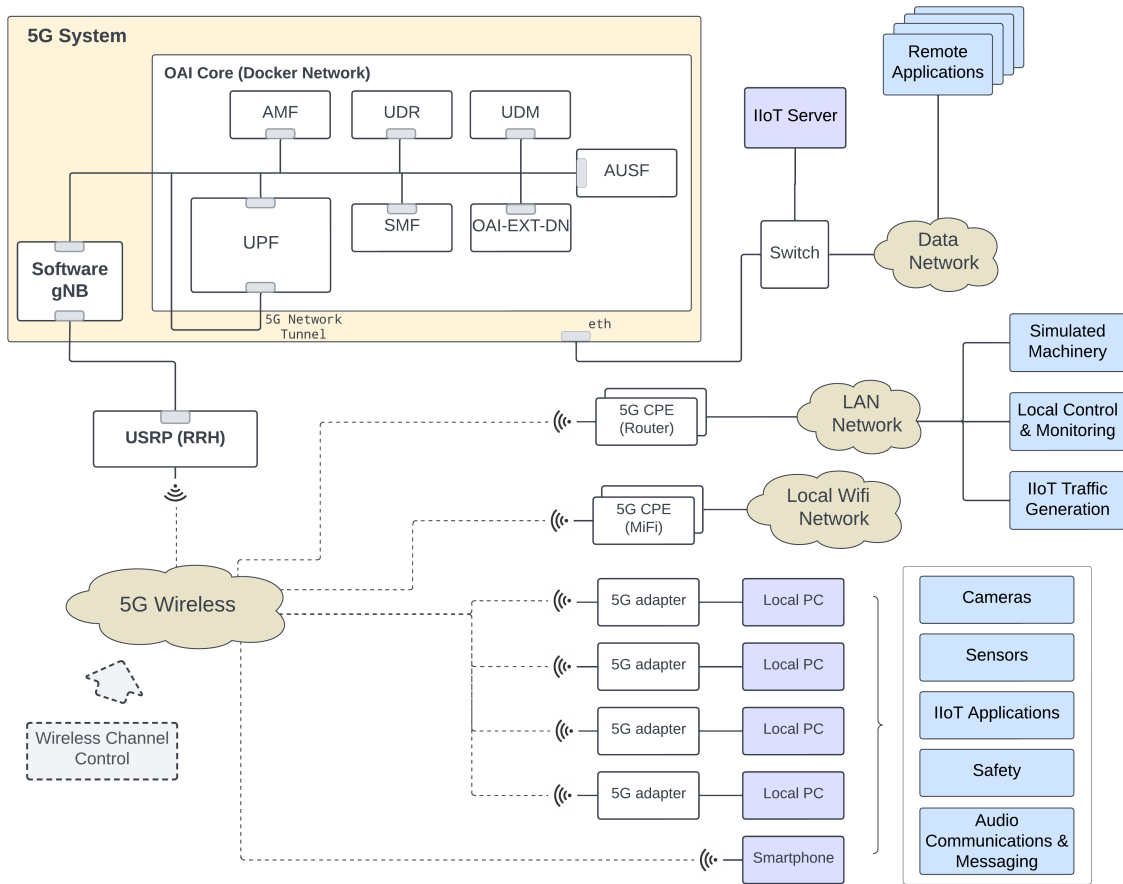 5G System
OAI Core (Docker Network)
AMF
UDR
UDM
AUSF
UPF
SMF
OAI-EXT-DN
Software
gNB
5G Network
Tunnel
eth
IIoT Server
Remote
Applications
Switch
Data
Network
USRP (RRH)
5G CPE
(Router)
LAN
Network
Simulated
Machinery
Local Control
& Monitoring
IIoT Traffic
Generation
5G CPE
(MiFi)
Local Wifi
Network
5G Wireless
Wireless Channel
Control
5G adapter
Local PC
5G adapter
Local PC
5G adapter
Local PC
5G adapter
Local PC
Smartphone
Cameras
Sensors
IIoT Applications
Safety
Audio
Communications &
Messaging